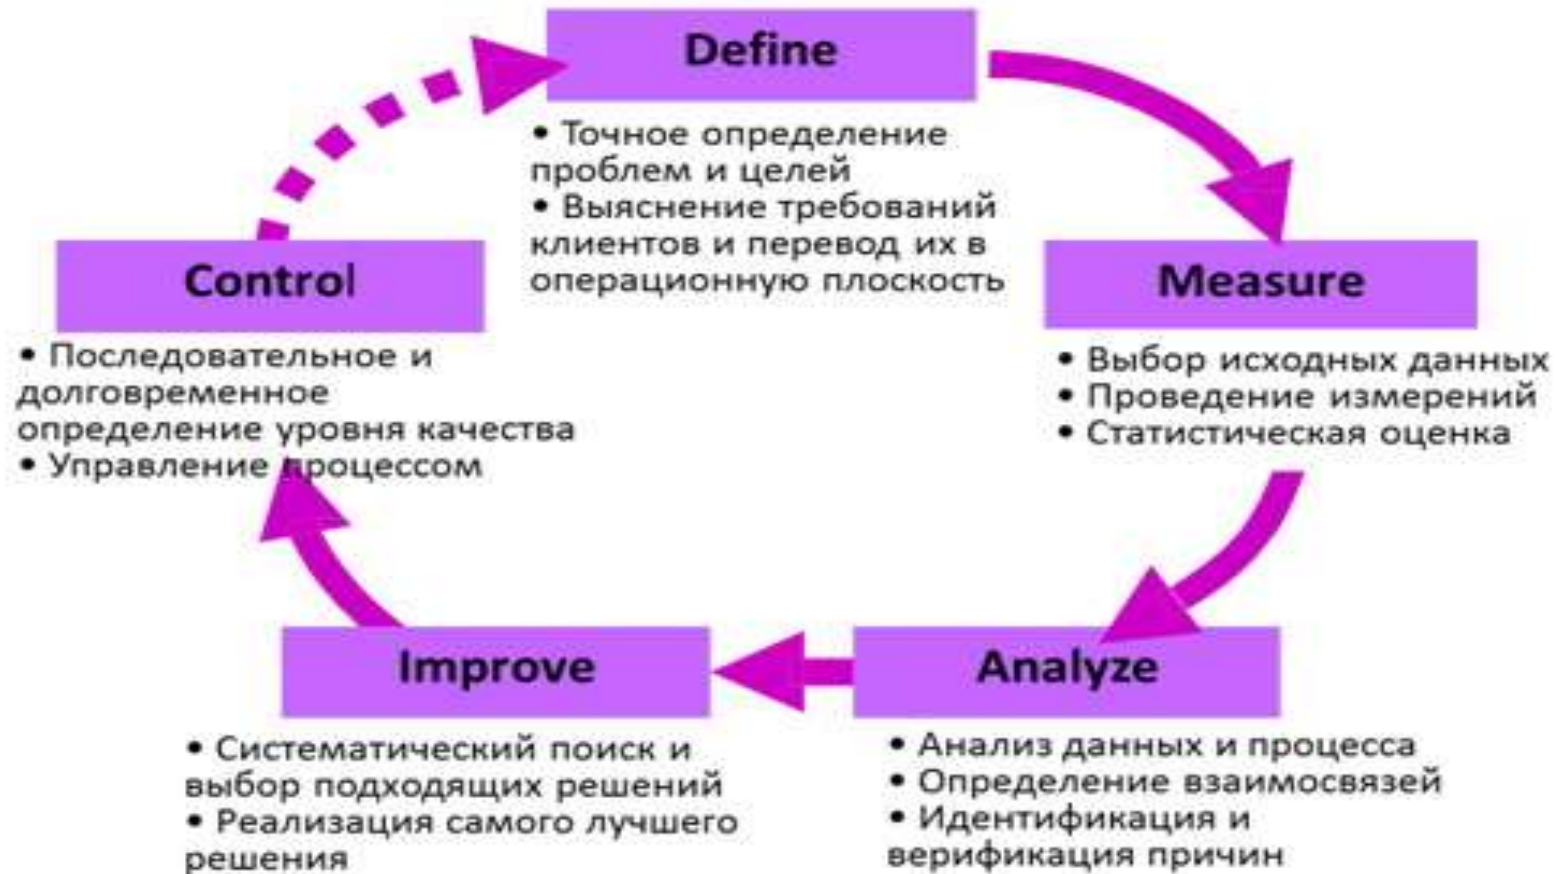 Define
• Точное определение
проблем и целей
• Выяснение требований
клиентов и перевод их в
операционную плоскость
Measure
• Выбор исходных данных
• Проведение измерений
• Статистическая оценка
Analyze
• Анализ данных и процесса
• Определение взаимосвязей
• Идентификация и
верификация причин
Improve
• Систематический поиск и
выбор подходящих решений
• Реализация самого лучшего
решения
Control
• Последовательное и
долговременное
определение уровня качества
• Управление процессом